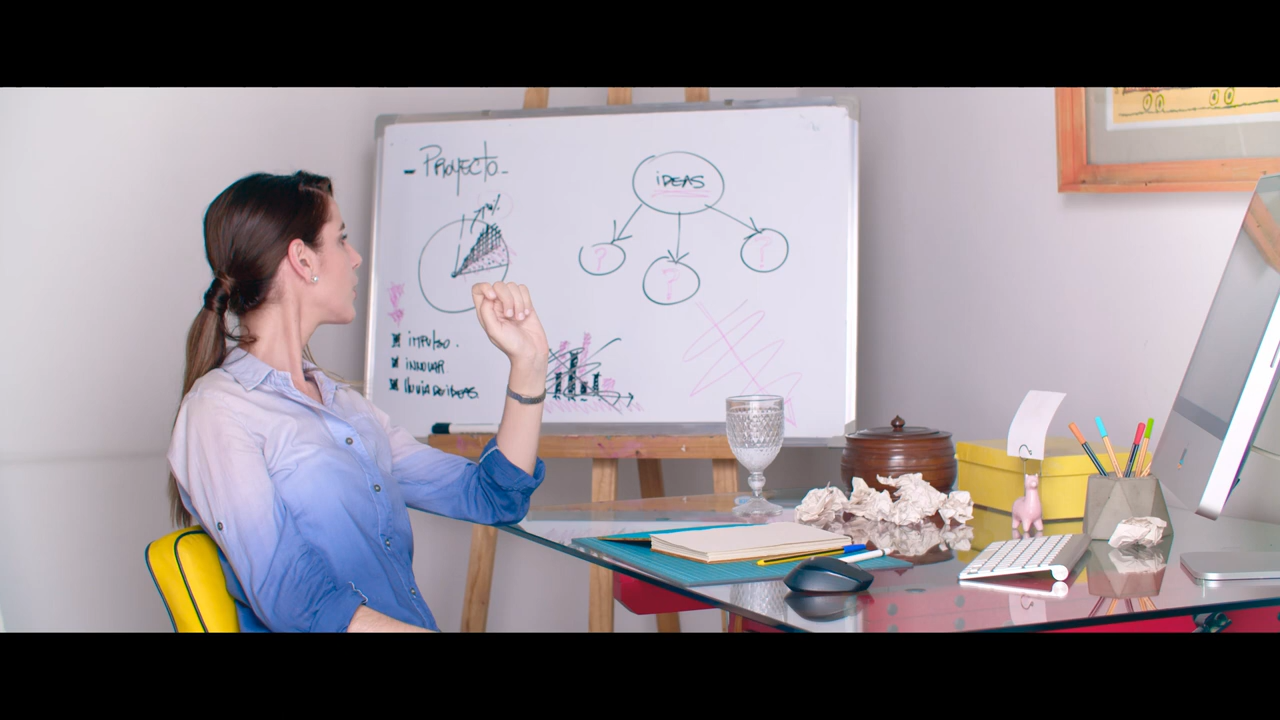 - Proyecto -
iDEAS
?
?
?
impulso.
innovar
lluvia de ideas.